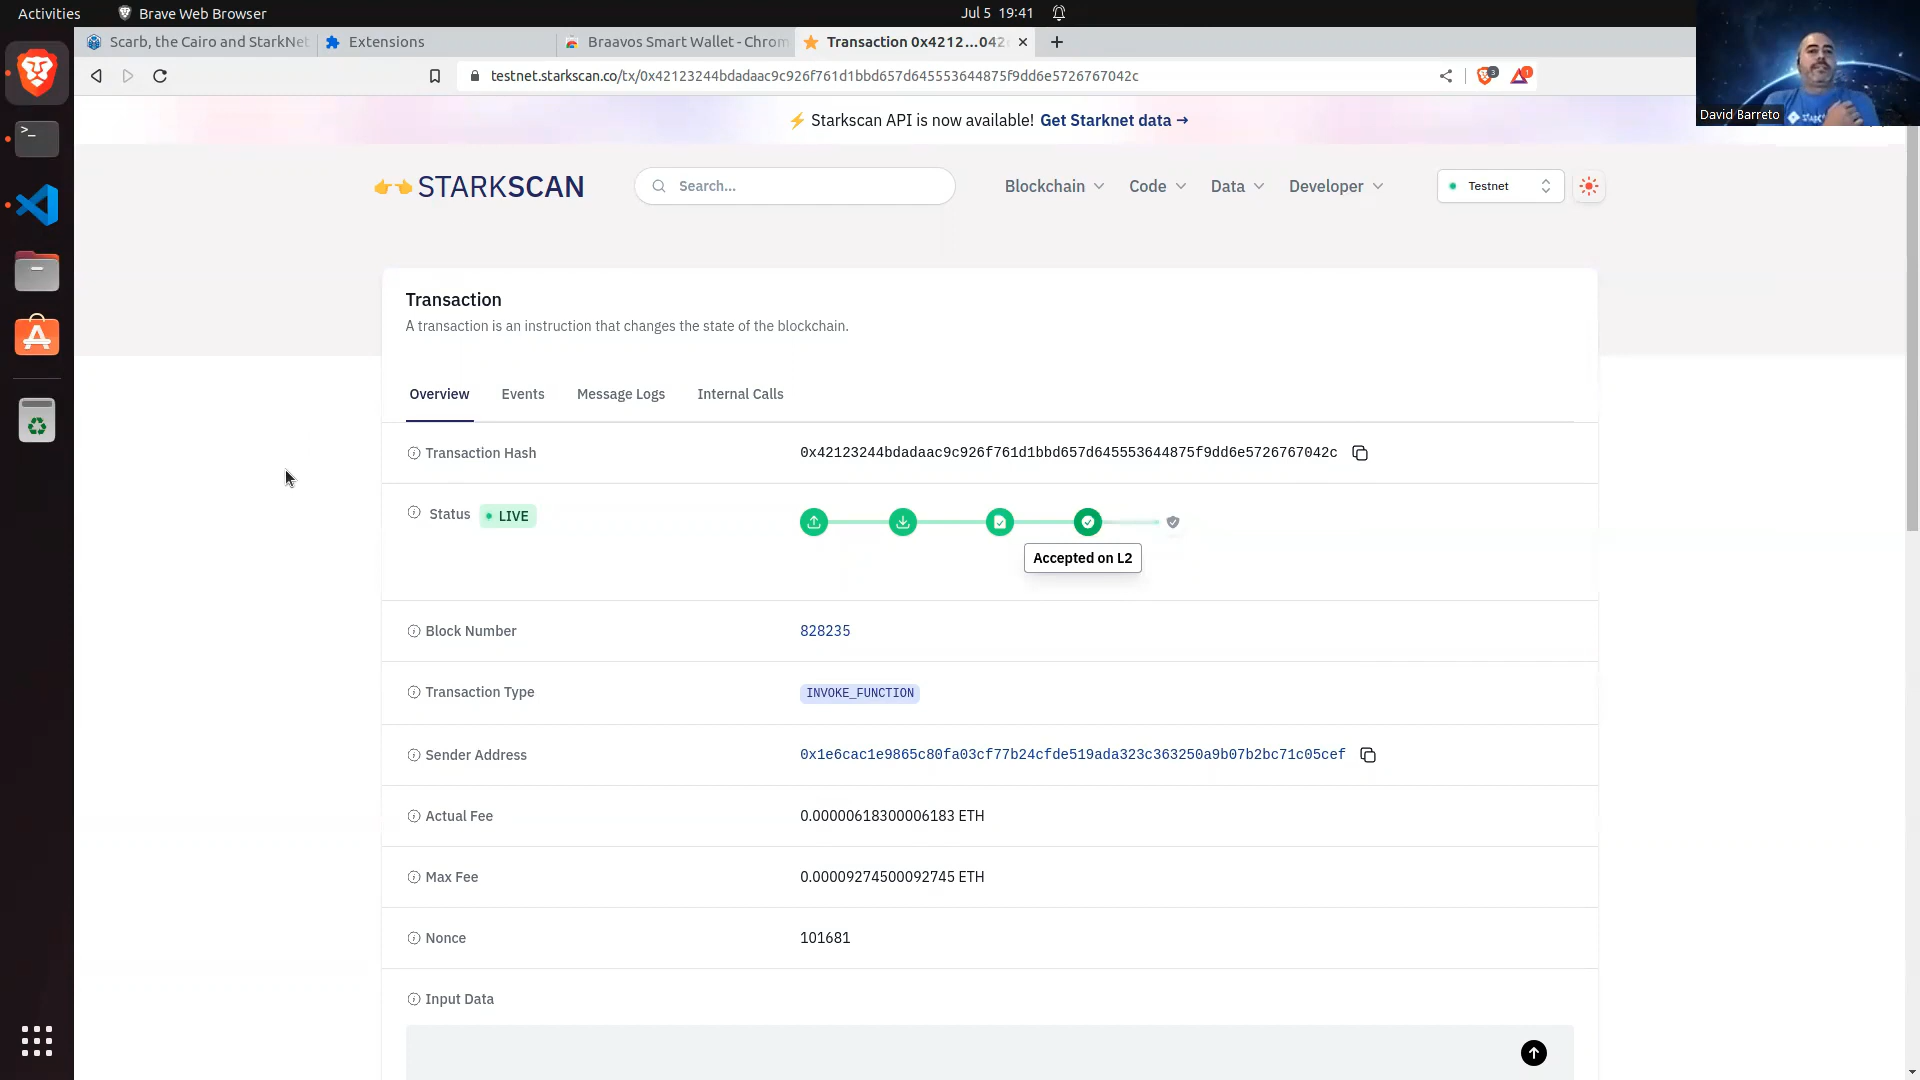 Activities
Brave Web Browser
Jul 5 19:41
Scarb, the Cairo and StarkNet
Extensions
Braavos Smart Wallet - Chrom
Transaction 0x4212...042
testnet.starkscan.co/tx/0x42123244bdadaac9c926f761d1bbd657d645553644875f9dd6e5726767042c
3
1
David Barreto
⚡ Starkscan API is now available! Get Starknet data →
STARKSCAN
Search...
Blockchain
Code
Data
Developer
Testnet
Transaction
A transaction is an instruction that changes the state of the blockchain.
Overview
Events
Message Logs
Internal Calls
Transaction Hash
0x42123244bdadaac9c926f761d1bbd657d645553644875f9dd6e5726767042c
Status
LIVE
Accepted on L2
Block Number
828235
Transaction Type
INVOKE_FUNCTION
Sender Address
0x1e6cac1e9865c80fa03cf77b24cfde519ada323c363250a9b07b2bc71c05cef
Actual Fee
0.00000618300006183 ETH
Max Fee
0.00009274500092745 ETH
Nonce
101681
Input Data